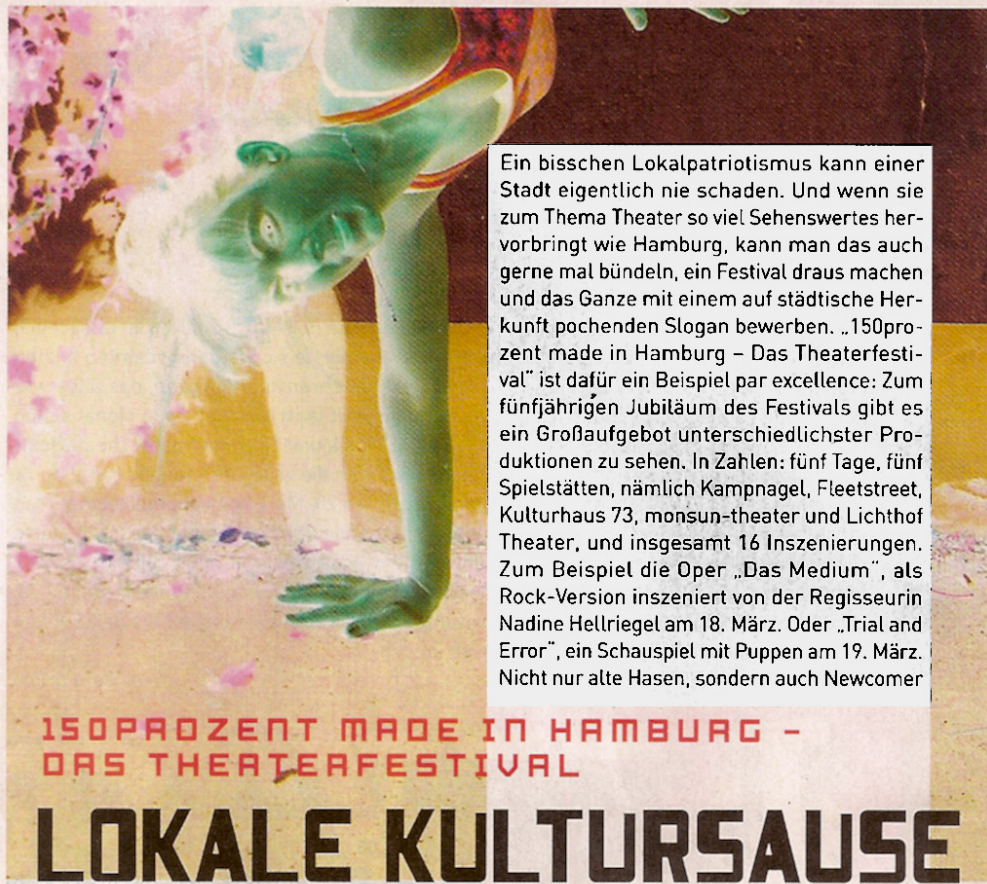 Ein bisschen Lokalpatriotismus kann einer
Stadt eigentlich nie schaden. Und wenn sie
zum Thema Theater so viel Sehenswertes her-
vorbringt wie Hamburg, kann man das auch
gerne mal bündeln, ein Festival draus machen
und das Ganze mit einem auf städtische Her-
kunft pochenden Slogan bewerben. „150pro-
zent made in Hamburg – Das Theaterfesti-
val" ist dafür ein Beispiel par excellence: Zum
fünfjährigen Jubiläum des Festivals gibt es
ein Großaufgebot unterschiedlichster Pro-
duktionen zu sehen. In Zahlen: fünf Tage, fünf
Spielstätten, nämlich Kampnagel, Fleetstreet,
Kulturhaus 73, monsun-theater und Lichthof
Theater, und insgesamt 16 Inszenierungen.
Zum Beispiel die Oper „Das Medium", als
Rock-Version inszeniert von der Regisseurin
Nadine Hellriegel am 18. März. Oder „Trial and
Error", ein Schauspiel mit Puppen am 19. März.
Nicht nur alte Hasen, sondern auch Newcomer
150PROZENT MADE IN HAMBURG –
DAS THEATERFESTIVAL
LOKALE KULTURSAUSE